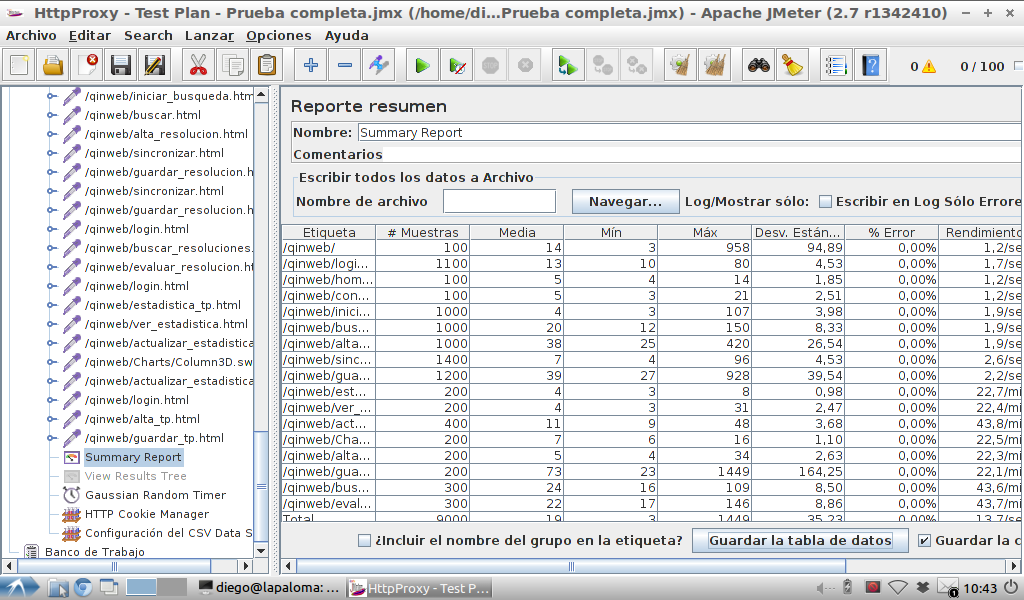 HttpProxy - Test Plan - Prueba completa.jmx (/home/di...Prueba completa.jmx) - Apache JMeter (2.7 r1342410)
Archivo Editar Search Lanzar Opciones Ayuda
0 0 / 100
/qinweb/iniciar_busqueda.htm
/qinweb/buscar.html
/qinweb/alta_resolucion.html
/qinweb/sincronizar.html
/qinweb/guardar_resolucion.h
/qinweb/sincronizar.html
/qinweb/guardar_resolucion.h
/qinweb/login.html
/qinweb/buscar_resoluciones.
/qinweb/evaluar_resolucion.ht
/qinweb/login.html
/qinweb/estadistica_tp.html
/qinweb/ver_estadistica.html
/qinweb/actualizar_estadistica
/qinweb/Charts/Column3D.sw
/qinweb/actualizar_estadistica
/qinweb/login.html
/qinweb/alta_tp.html
/qinweb/guardar_tp.html
Summary Report
View Results Tree
Gaussian Random Timer
HTTP Cookie Manager
Configuración del CSV Data S
Banco de Trabajo
Reporte resumen
Nombre: Summary Report
Comentarios
Escribir todos los datos a Archivo
Nombre de archivo Navegar... Log/Mostrar sólo: Escribir en Log Sólo Errore
Etiqueta # Muestras Media Mín Máx Desv. Están... % Error Rendimiento
/qinweb/ 100 14 3 958 94,89 0,00% 1,2/se
/qinweb/logi... 1100 13 10 80 4,53 0,00% 1,7/se
/qinweb/hom... 100 5 4 14 1,85 0,00% 1,2/se
/qinweb/con... 100 5 3 21 2,51 0,00% 1,2/se
/qinweb/inici... 1000 4 3 107 3,98 0,00% 1,9/se
/qinweb/bus... 1000 20 12 150 8,33 0,00% 1,9/se
/qinweb/alta... 1000 38 25 420 26,54 0,00% 1,9/se
/qinweb/sinc... 1400 7 4 96 4,53 0,00% 2,6/se
/qinweb/gua... 1200 39 27 928 39,54 0,00% 2,2/se
/qinweb/est... 200 4 3 8 0,98 0,00% 22,7/mi
/qinweb/ver_... 200 4 3 31 2,47 0,00% 22,4/mi
/qinweb/act... 400 11 9 48 3,68 0,00% 43,8/mi
/qinweb/Cha... 200 7 6 16 1,10 0,00% 22,5/mi
/qinweb/alta... 200 5 4 34 2,63 0,00% 22,3/mi
/qinweb/gua... 200 73 23 1449 164,25 0,00% 22,1/mi
/qinweb/bus... 300 24 16 109 8,50 0,00% 43,6/mi
/qinweb/eval... 300 22 17 146 8,86 0,00% 43,7/mi
Total 9000 19 3 1449 35,23 0,00% 13,7/se
¿Incluir el nombre del grupo en la etiqueta? Guardar la tabla de datos Guardar la c
diego@lapaloma: ... HttpProxy - Test P... 1 10:43